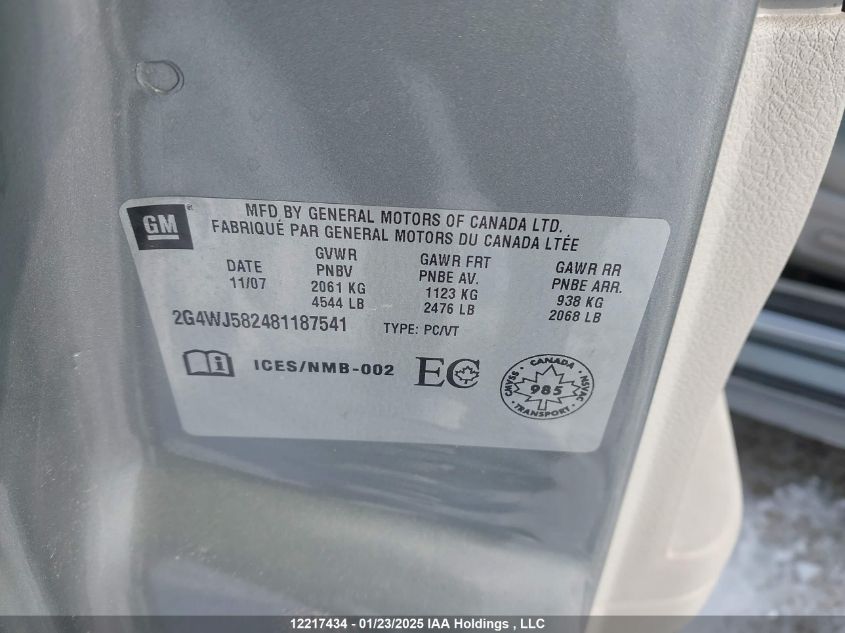 GM
MFD BY GENERAL MOTORS OF CANADA LTD.
FABRIQUÉ PAR GENERAL MOTORS DU CANADA LTÉE
DATE GVWR GAWR FRT GAWR RR
11/07 PNBV PNBE AV. PNBE ARR.
2061 KG 1123 KG 938 KG
4544 LB 2476 LB 2068 LB
2G4WJ582481187541 TYPE: PC/VT
ICES/NMB-002 EC
CANADA
CMVSS 985 NSVAC
TRANSPORT
12217434 - 01/23/2025 IAA Holdings , LLC